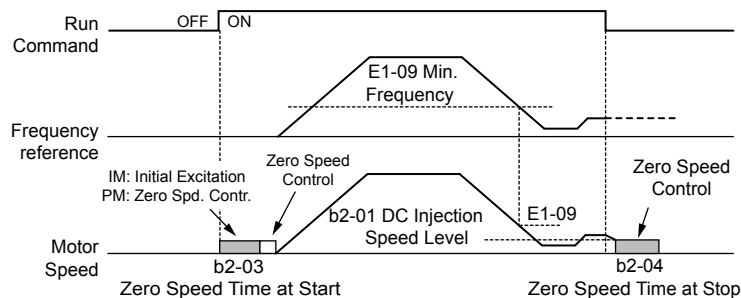 Run
Command
OFF
ON
E1-09 Min.
Frequency
Frequency
reference
IM: Initial Excitation
PM: Zero Spd. Contr.
Zero Speed
Control
b2-01 DC Injection
Speed Level
E1-09
Zero Speed
Control
Motor
Speed
b2-03
Zero Speed Time at Start
b2-04
Zero Speed Time at Stop